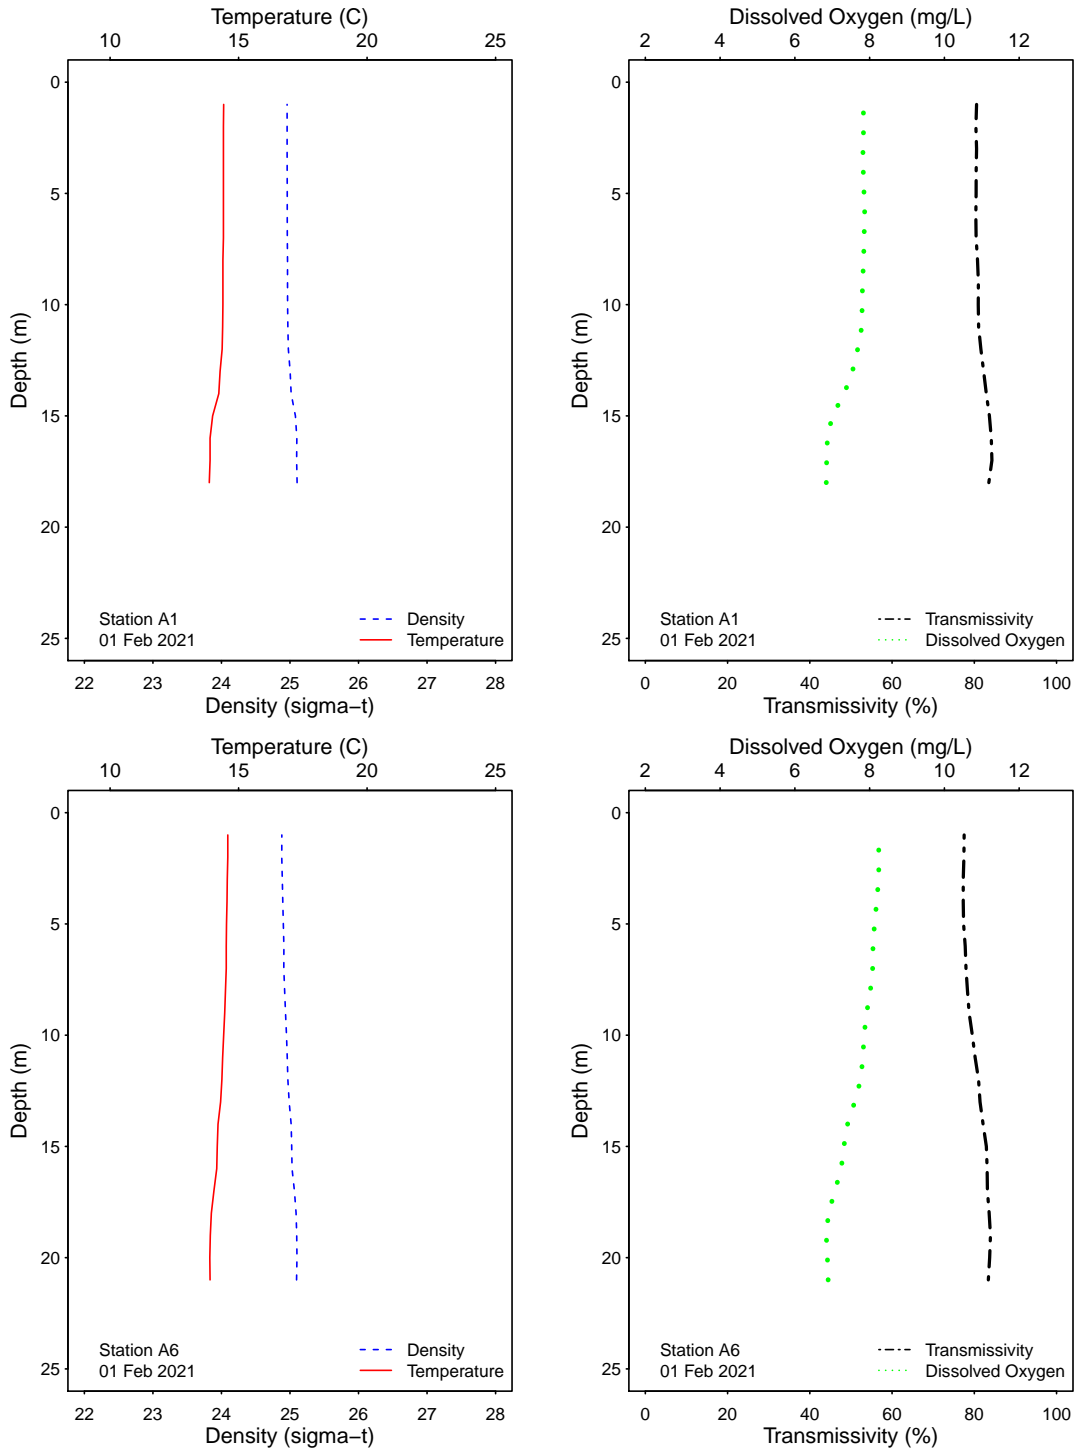 Temperature (C)
10 15 20 25
0
5
10
15
20
25
Depth (m)
Station A1
01 Feb 2021
Density
Temperature
22 23 24 25 26 27 28
Density (sigma−t)
Dissolved Oxygen (mg/L)
2 4 6 8 10 12
0
5
10
15
20
25
Depth (m)
Station A1
01 Feb 2021
Transmissivity
Dissolved Oxygen
0 20 40 60 80 100
Transmissivity (%)
Temperature (C)
10 15 20 25
0
5
10
15
20
25
Depth (m)
Station A6
01 Feb 2021
Density
Temperature
22 23 24 25 26 27 28
Density (sigma−t)
Dissolved Oxygen (mg/L)
2 4 6 8 10 12
0
5
10
15
20
25
Depth (m)
Station A6
01 Feb 2021
Transmissivity
Dissolved Oxygen
0 20 40 60 80 100
Transmissivity (%)